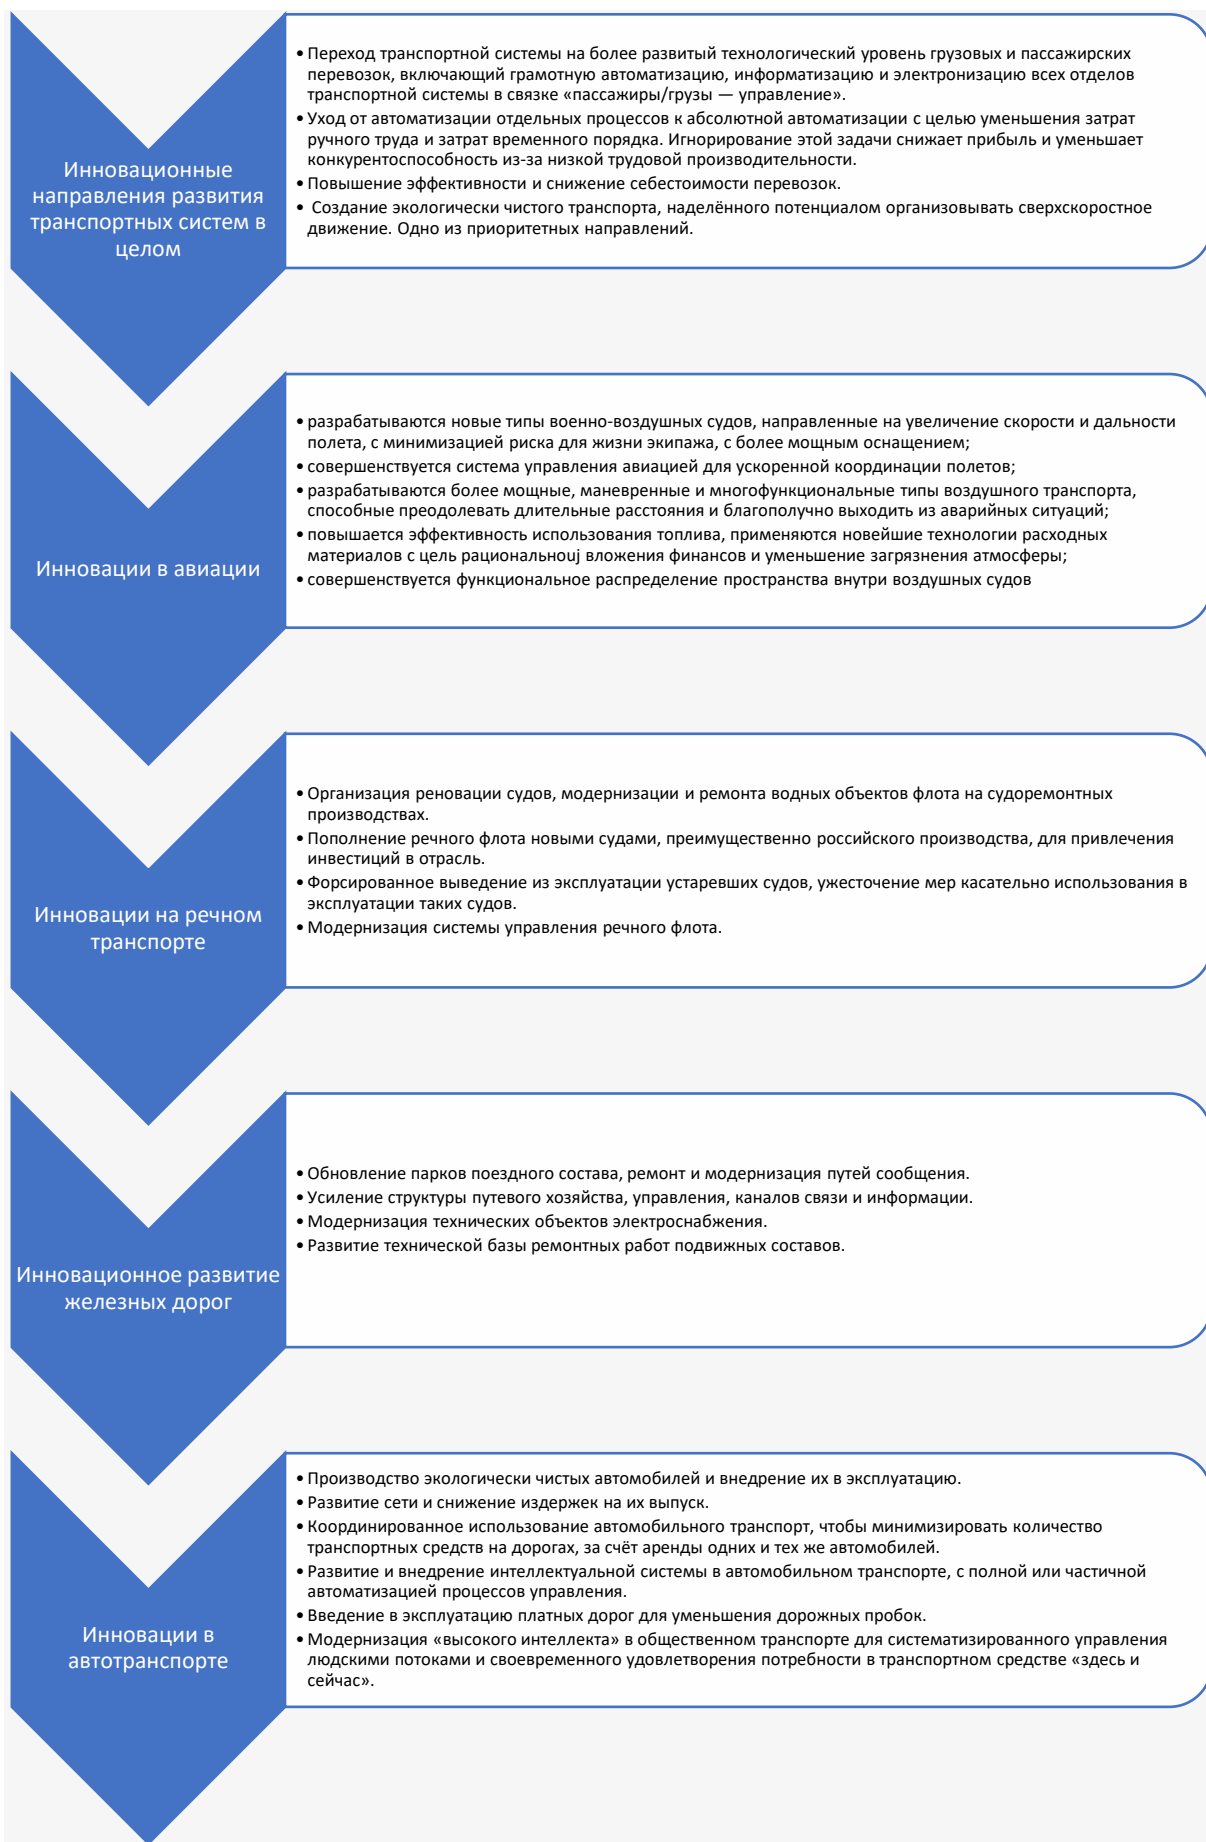 Инновационные
направления развития
транспортных систем в
целом
• Переход транспортной системы на более развитый технологический уровень грузовых и пассажирских
перевозок, включающий грамотную автоматизацию, информатизацию и электронизацию всех отделов
транспортной системы в связке «пассажиры/грузы — управление».
• Уход от автоматизации отдельных процессов к абсолютной автоматизации с целью уменьшения затрат
ручного труда и затрат временного порядка. Игнорирование этой задачи снижает прибыль и уменьшает
конкурентоспособность из-за низкой трудовой производительности.
• Повышение эффективности и снижение себестоимости перевозок.
• Создание экологически чистого транспорта, наделённого потенциалом организовывать сверхскоростное
движение. Одно из приоритетных направлений.
Инновации в авиации
• разрабатываются новые типы военно-воздушных судов, направленные на увеличение скорости и дальности
полета, с минимизацией риска для жизни экипажа, с более мощным оснащением;
• совершенствуется система управления авиацией для ускоренной координации полетов;
• разрабатываются более мощные, маневренные и многофункциональные типы воздушного транспорта,
способные преодолевать длительные расстояния и благополучно выходить из аварийных ситуаций;
• повышается эффективность использования топлива, применяются новейшие технологии расходных
материалов с цель рациональноuj вложения финансов и уменьшение загрязнения атмосферы;
• совершенствуется функциональное распределение пространства внутри воздушных судов
Инновации на речном
транспорте
• Организация реновации судов, модернизации и ремонта водных объектов флота на судоремонтных
производствах.
• Пополнение речного флота новыми судами, преимущественно российского производства, для привлечения
инвестиций в отрасль.
• Форсированное выведение из эксплуатации устаревших судов, ужесточение мер касательно использования в
эксплуатации таких судов.
• Модернизация системы управления речного флота.
Инновационное развитие
железных дорог
• Обновление парков поездного состава, ремонт и модернизация путей сообщения.
• Усиление структуры путевого хозяйства, управления, каналов связи и информации.
• Модернизация технических объектов электроснабжения.
• Развитие технической базы ремонтных работ подвижных составов.
Инновации в
автотранспорте
• Производство экологически чистых автомобилей и внедрение их в эксплуатацию.
• Развитие сети и снижение издержек на их выпуск.
• Координированное использование автомобильного транспорт, чтобы минимизировать количество
транспортных средств на дорогах, за счёт аренды одних и тех же автомобилей.
• Развитие и внедрение интеллектуальной системы в автомобильном транспорте, с полной или частичной
автоматизацией процессов управления.
• Введение в эксплуатацию платных дорог для уменьшения дорожных пробок.
• Модернизация «высокого интеллекта» в общественном транспорте для систематизированного управления
людскими потоками и своевременного удовлетворения потребности в транспортном средстве «здесь и
сейчас».